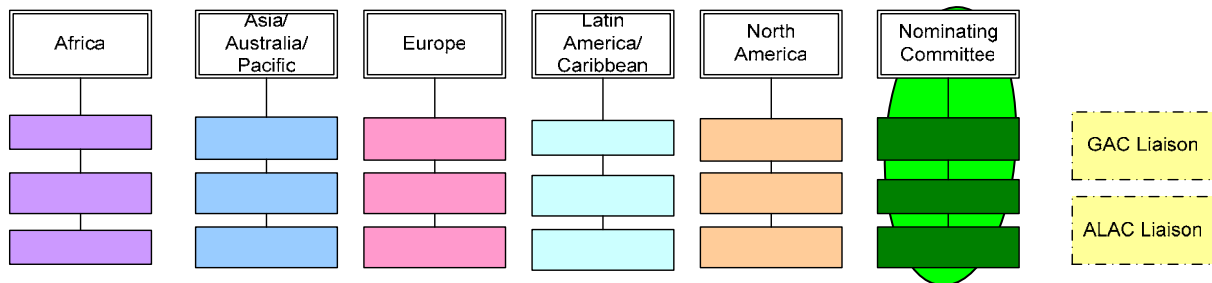 Africa
Asia/
Australia/
Pacific
Europe
Latin
America/
Caribbean
North
America
Nominating
Committee
GAC Liaison
ALAC Liaison